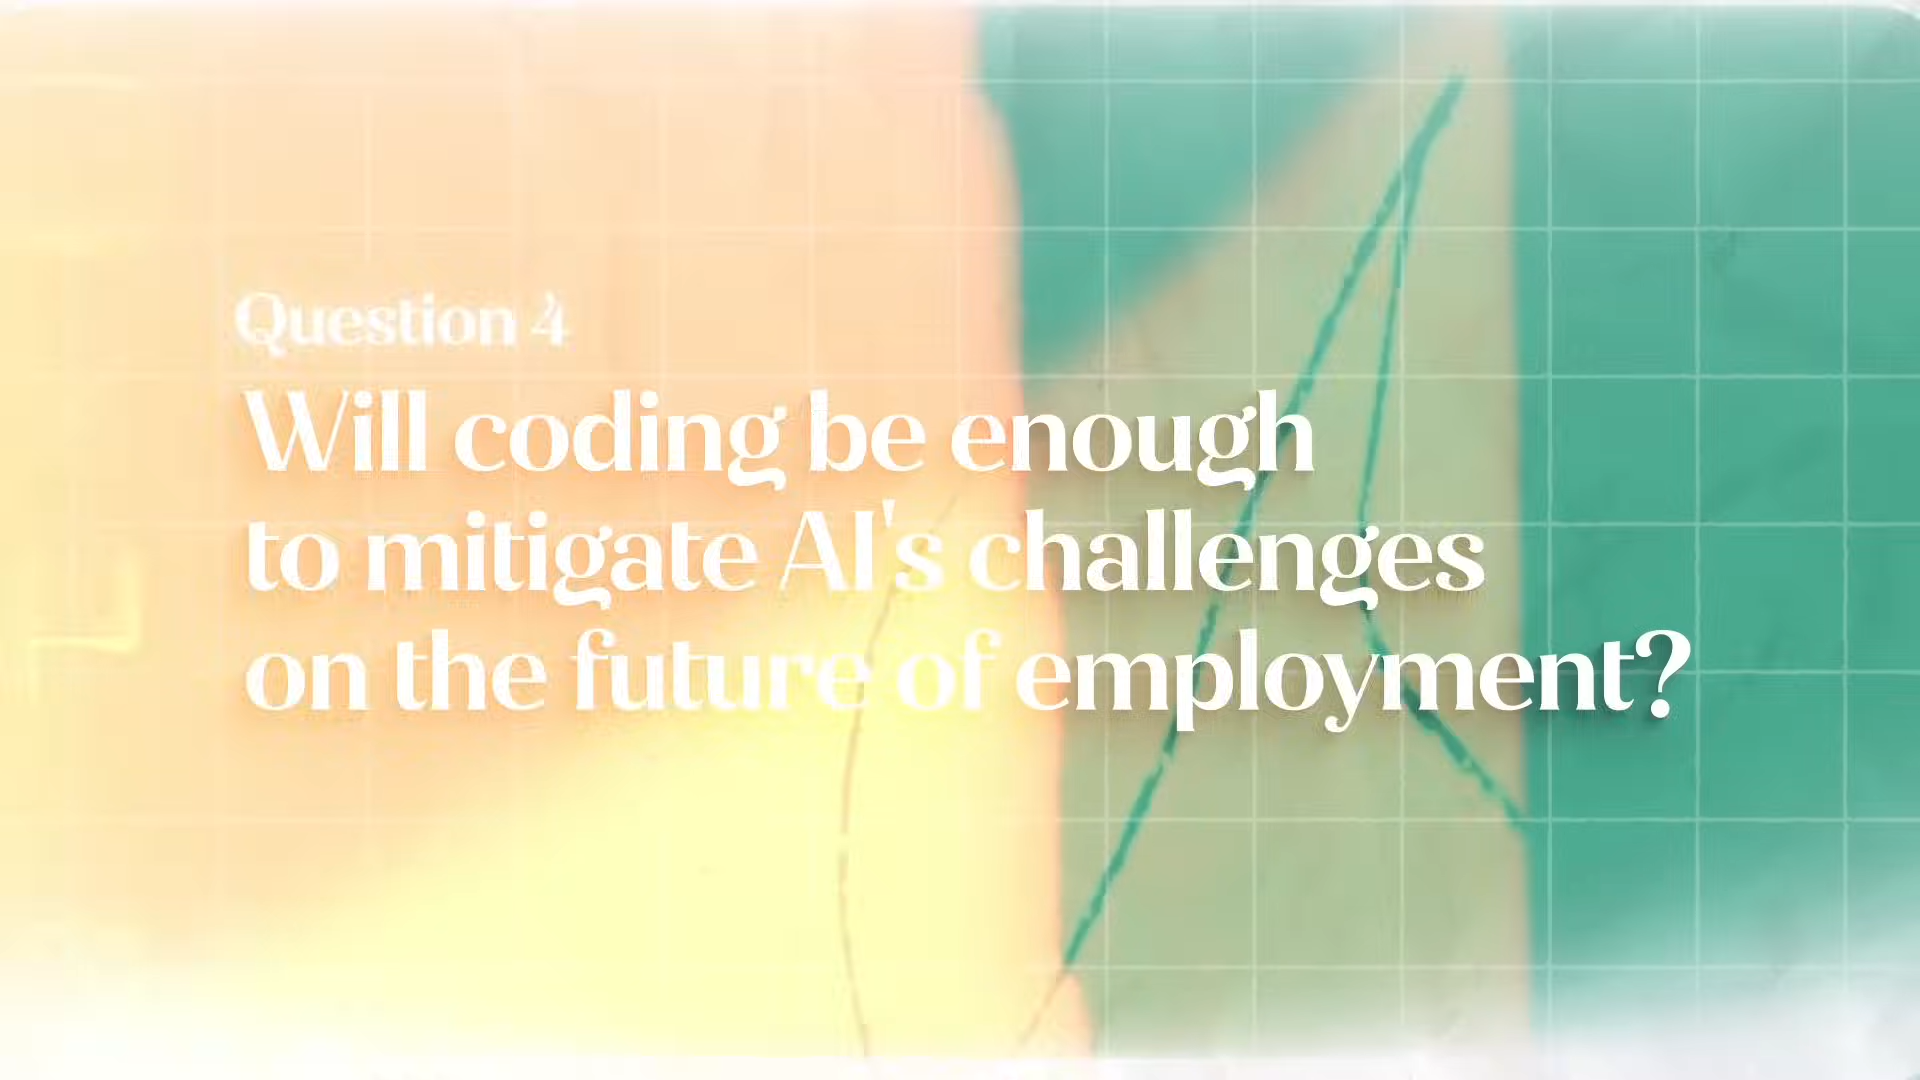 Question 4
Will coding be enough
to mitigate AI's challenges
on the future of employment?